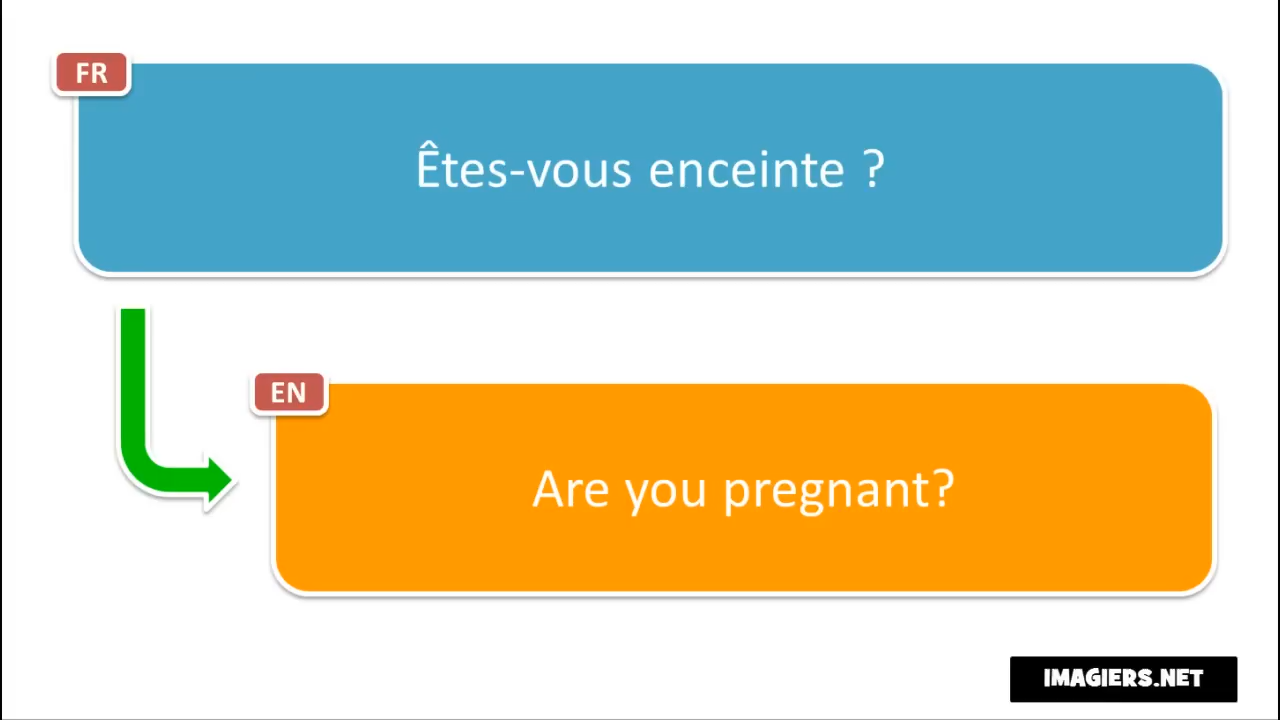 FR
Êtes-vous enceinte ?
EN
Are you pregnant?
IMAGIERS.NET